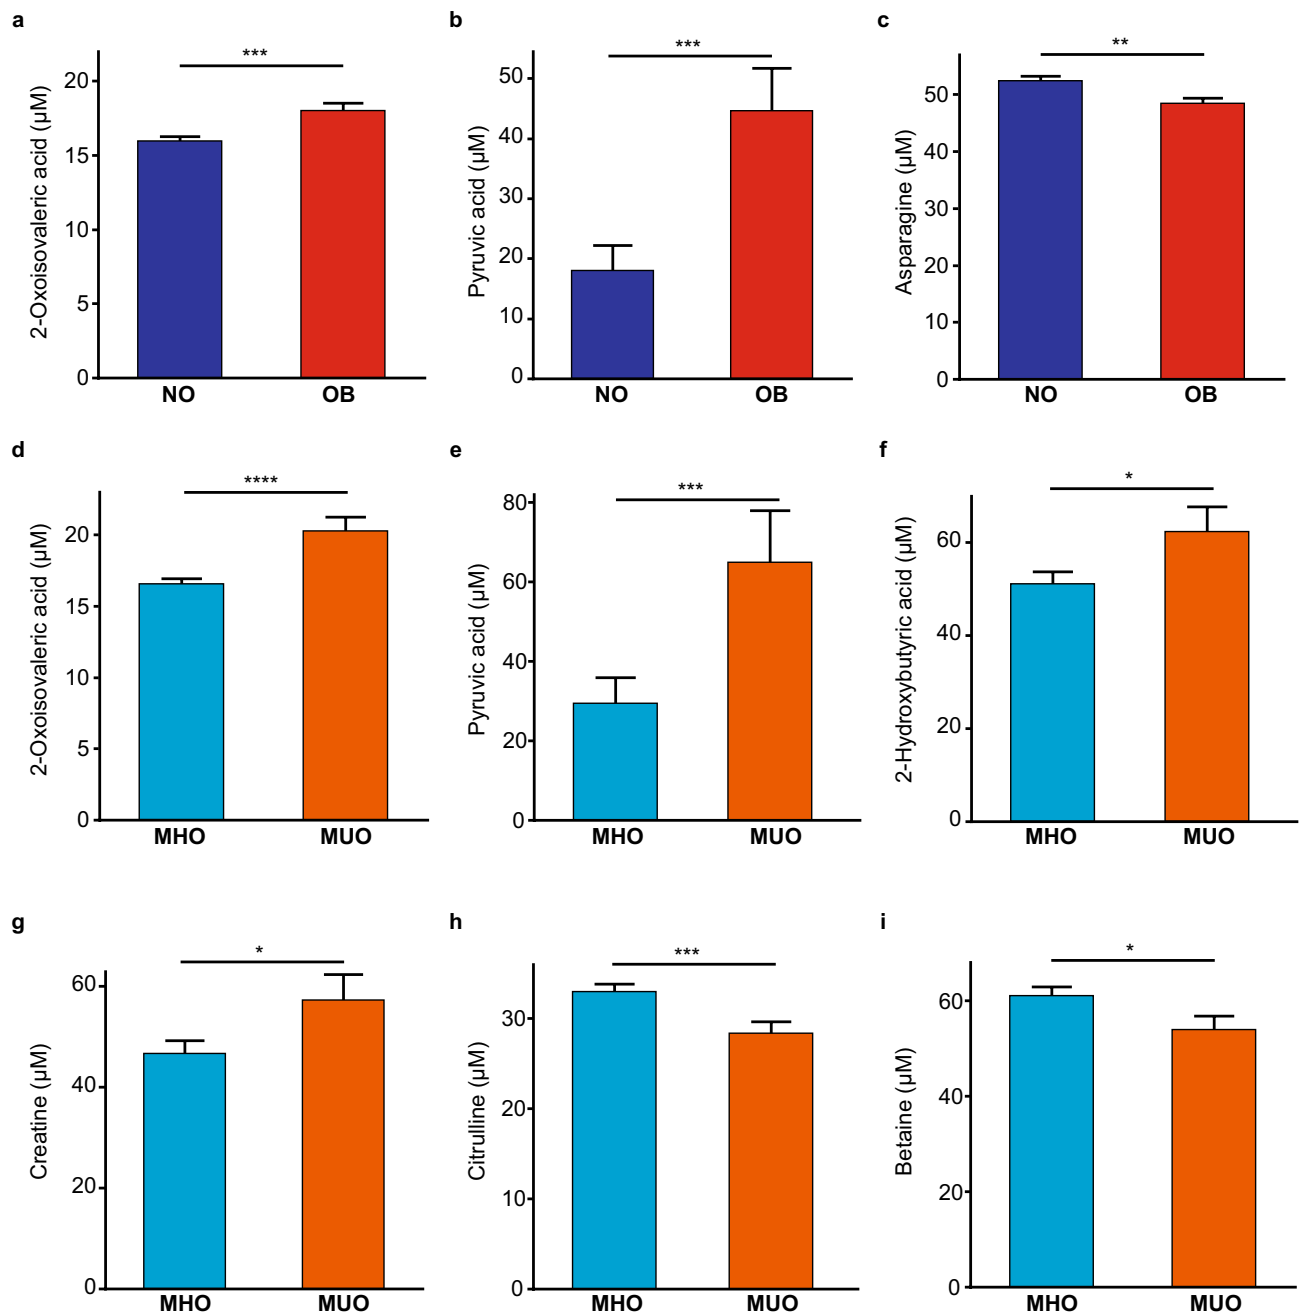 a
***
2-Oxoisovaleric acid (µM)
20
15
10
5
0
NO
OB
b
***
Pyruvic acid (µM)
50
40
30
20
10
0
NO
OB
c
**
Asparagine (µM)
50
40
30
20
10
0
NO
OB
d
****
2-Oxoisovaleric acid (µM)
20
15
10
5
0
MHO
MUO
e
***
Pyruvic acid (µM)
80
60
40
20
0
MHO
MUO
f
*
2-Hydroxybutyric acid (µM)
60
40
20
0
MHO
MUO
g
*
Creatine (µM)
60
40
20
0
MHO
MUO
h
***
Citrulline (µM)
30
20
10
0
MHO
MUO
i
*
Betaine (µM)
60
40
20
0
MHO
MUO